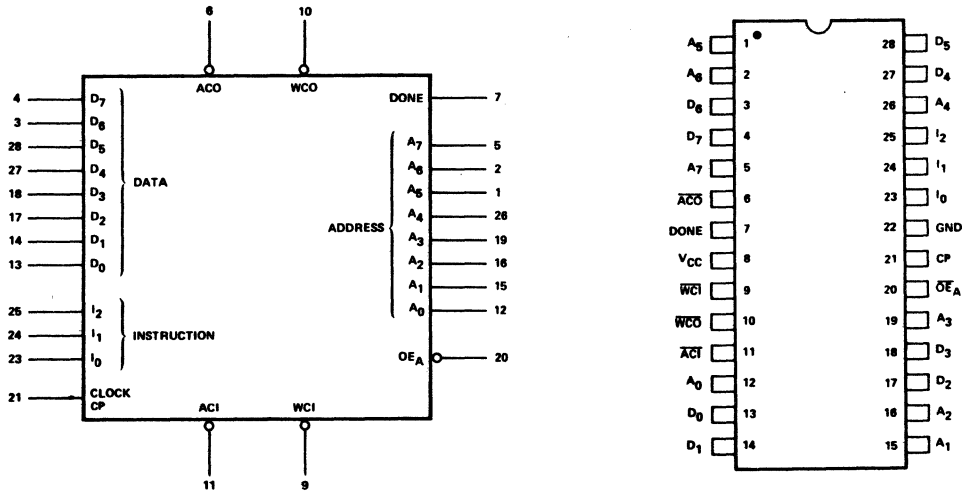 6 10
ACO WCO
4 D7 DONE 7
3 D6
28 D5 A7 5
27 D4 A6 2
DATA
18 D3 A5 1
17 D2 A4 26
ADDRESS
14 D1 A3 19
13 D0 A2 16
A1 15
25 I2 A0 12
24 I1 INSTRUCTION
23 I0 OEA 20
21 CLOCK
CP ACI WCI
11 9
A5 1 28 D5
A6 2 27 D4
D6 3 26 A4
D7 4 25 I2
A7 5 24 I1
ACO 6 23 I0
DONE 7 22 GND
VCC 8 21 CP
WCI 9 20 OEA
WCO 10 19 A3
ACI 11 18 D3
A0 12 17 D2
D0 13 16 A2
D1 14 15 A1